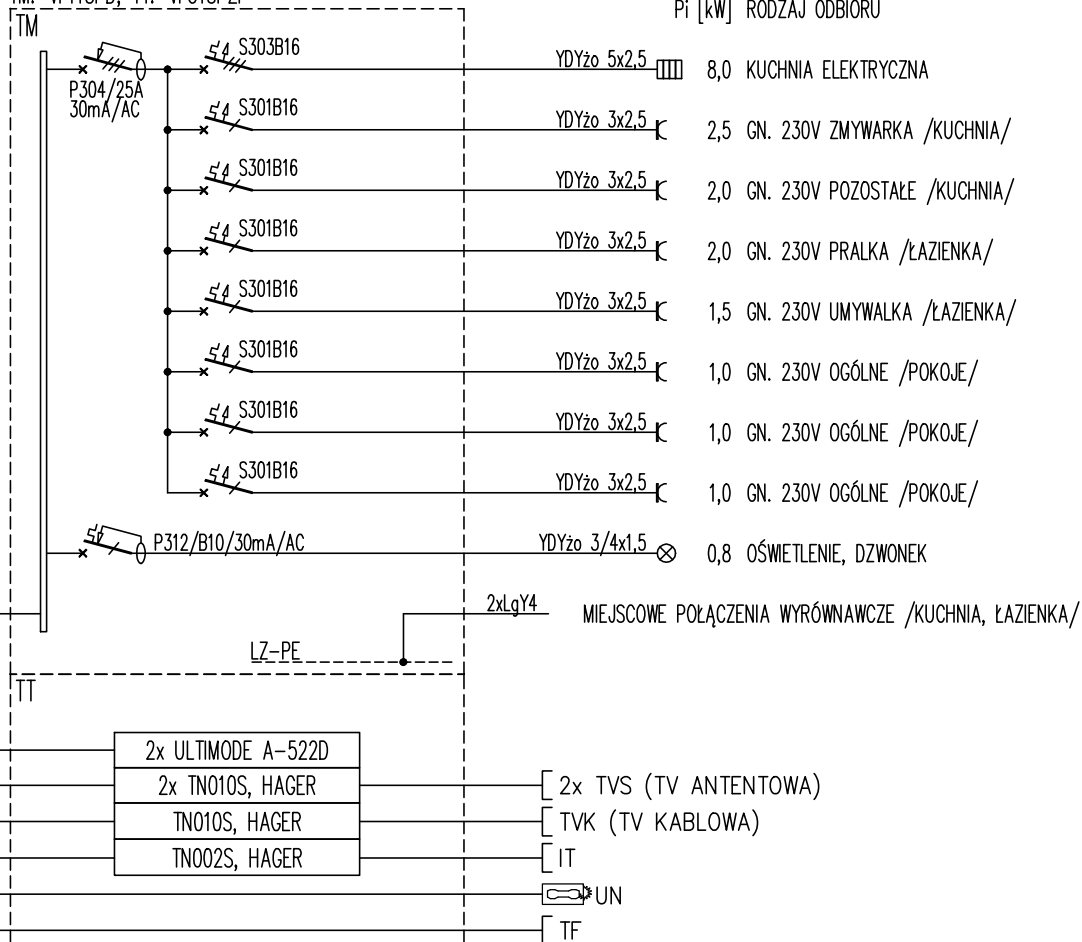 Pi [kW] RODZAJ ODBIORU
TM
S303B16 YDYżo 5x2,5 8,0 KUCHNIA ELEKTRYCZNA
P304/25A
30mA/AC
S301B16 YDYżo 3x2,5 2,5 GN. 230V ZMYWARKA /KUCHNIA/
S301B16 YDYżo 3x2,5 2,0 GN. 230V POZOSTAŁE /KUCHNIA/
S301B16 YDYżo 3x2,5 2,0 GN. 230V PRALKA /ŁAZIENKA/
S301B16 YDYżo 3x2,5 1,5 GN. 230V UMYWALKA /ŁAZIENKA/
S301B16 YDYżo 3x2,5 1,0 GN. 230V OGÓLNE /POKOJE/
S301B16 YDYżo 3x2,5 1,0 GN. 230V OGÓLNE /POKOJE/
S301B16 YDYżo 3x2,5 1,0 GN. 230V OGÓLNE /POKOJE/
P312/B10/30mA/AC YDYżo 3/4x1,5 0,8 OŚWIETLENIE, DZWONEK
2xLgY4 MIEJSCOWE POŁĄCZENIA WYRÓWNAWCZE /KUCHNIA, ŁAZIENKA/
LZ-PE
TT
2x ULTIMODE A-522D
2x TN010S, HAGER 2x TVS (TV ANTENTOWA)
TN010S, HAGER TVK (TV KABLOWA)
TN002S, HAGER IT
UN
TF